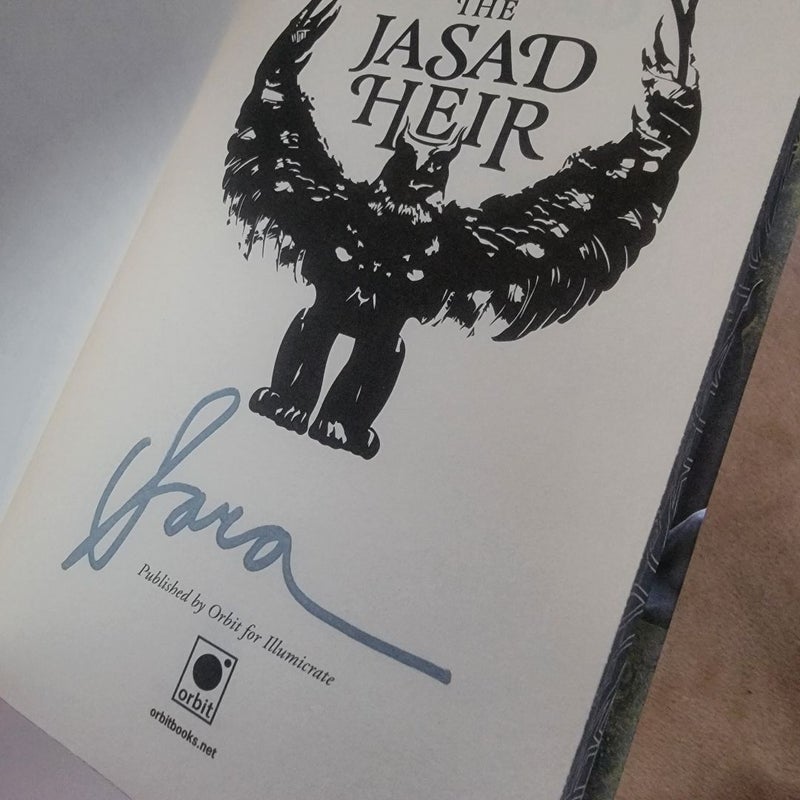 THE
JASAD
HEIR
Sara
Published by Orbit for Illumicrate
orbit
orbitbooks.net